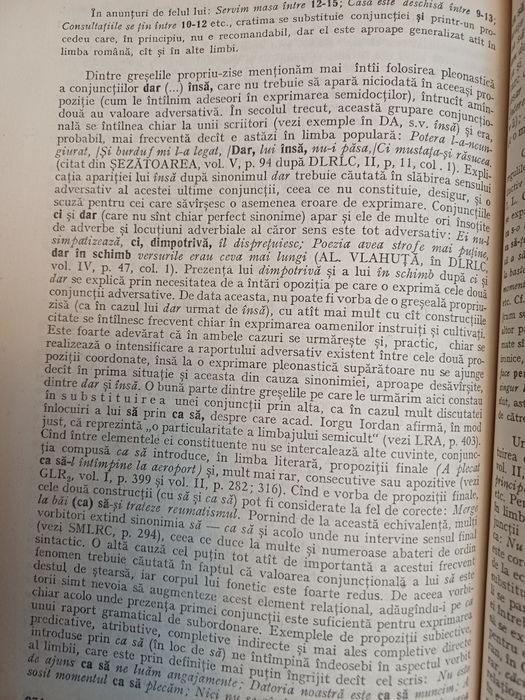 În anunțuri de felul lui: Servim masa între 12-15; Casa este deschisă între 9-13;
Consultațiile se țin între 10-12 etc., cratima se substituie conjuncției și printr-un pro-
cedeu care, în principiu, nu e recomandabil, dar el este aproape generalizat atît în
limba română, cît și în alte limbi.
Dintre greșelile propriu-zise menționăm mai întîi folosirea pleonastică
a conjuncțiilor dar (...) însă, care nu trebuie să apară niciodată în aceeași pro-
poziție (cum le întîlnim adeseori în exprimarea semidocților), întrucît amîn-
două au valoare adversativă. În secolul trecut, această grupare conjuncțio-
nală se întîlnea chiar la unii scriitori (vezi exemple în DA, s.v. însă) și era,
probabil, mai frecventă decît e astăzi în limba populară: Potera l-a-ncun-
giurat, /Și burduf mi l-a legat, /Dar, lui însă, nu-i păsa,/Ci mustața-și răsucea,
(citat din ȘEZĂTOAREA, vol. V, p. 94 după DLRLC, II, p, 11, col. 1). Expli-
cația apariției lui însă după sinonimul dar trebuie căutată în slăbirea sensului
adversativ al acestei ultime conjuncții, ceea ce nu constituie, desigur, și o
scuză pentru cei care săvîrșesc o asemenea eroare de exprimare. Conjuncțiile
ci și dar (care nu sînt chiar perfect sinonime) apar și ele de multe ori însoțite
de adverbe și locuțiuni adverbiale al căror sens este tot adversativ: Ei nu-l
simpatizează, ci, dimpotrivă, îl disprețuiesc; Poezia avea strofe mai puține,
dar în schimb versurile erau ceva mai lungi (AL. VLAHUȚĂ, în DLRLC,
vol. IV, p. 47, col. 1). Prezența lui dimpotrivă și a lui în schimb după ci și
dar se explică prin necesitatea de a întări opoziția pe care o exprimă cele două
conjuncții adversative. De data aceasta, nu poate fi vorba de o greșeală propriu-
zisă (ca în cazul lui dar urmat de însă), cu atît mai mult cu cît construcțiile
citate se întîlnesc frecvent chiar în exprimarea oamenilor instruiți și cultivați.
Este foarte adevărat că în ambele cazuri se urmărește și, practic, chiar se
realizează o intensificare a raportului adversativ existent între cele două pro-
poziții coordonate, însă la o exprimare pleonastică supărătoare nu se ajunge
decît în prima situație și aceasta din cauza sinonimiei, aproape desăvîrșite,
dintre dar și însă. O bună parte dintre greșelile pe care le urmărim aici constau
în substituirea unei conjuncții prin alta, ca în cazul mult discutatei
înlocuiri a lui să prin ca să, despre care acad. Iorgu Iordan afirmă, în mod
just, că reprezintă „o particularitate a limbajului semicult“ (vezi LRA, p. 403).
Cînd între elementele ei constituente nu se intercalează alte cuvinte, conjunc-
ția compusă ca să introduce, în limba literară, propoziții finale (A plecat
ca să-l întîmpine la aeroport) și, mult mai rar, consecutive sau apozitive (vezi
GLR₂, vol. I, p. 399 și vol. II, p. 282; 316). Cînd e vorba de propoziții finale,
cele două construcții (cu să și ca să) pot fi considerate la fel de corecte: Merge
la băi (ca) să-și trateze reumatismul. Pornind de la această echivalență, mulți
vorbitori extind sinonimia să — ca să și acolo unde nu intervine sensul final
(vezi SMLRC, p. 294), ceea ce duce la multe și numeroase abateri de ordin
sintactic. O altă cauză cel puțin tot atît de importantă a acestui frecvent
fenomen trebuie căutată în faptul că valoarea conjuncțională a lui să este
destul de ștearsă, iar corpul lui fonetic este foarte redus. De aceea vorbi-
torii simt nevoia să augmenteze acest element relațional, adăugîndu-i pe ca
chiar acolo unde prezența primei conjuncții este suficientă pentru exprimarea
unui raport gramatical de subordonare. Exemplele de propoziții subiective,
predicative, atributive, completive indirecte și mai ales completive directe
introduse prin ca să (în loc de să) ne întîmpină îndeosebi în aspectul vorbit
al limbii, care este prin definiție mai puțin îngrijit decît cel scris: Nu este
de ajuns ca să ne luăm angajamente; Datoria noastră este ca să muncim; A
sosit momentul ca să plecăm; Nici nu